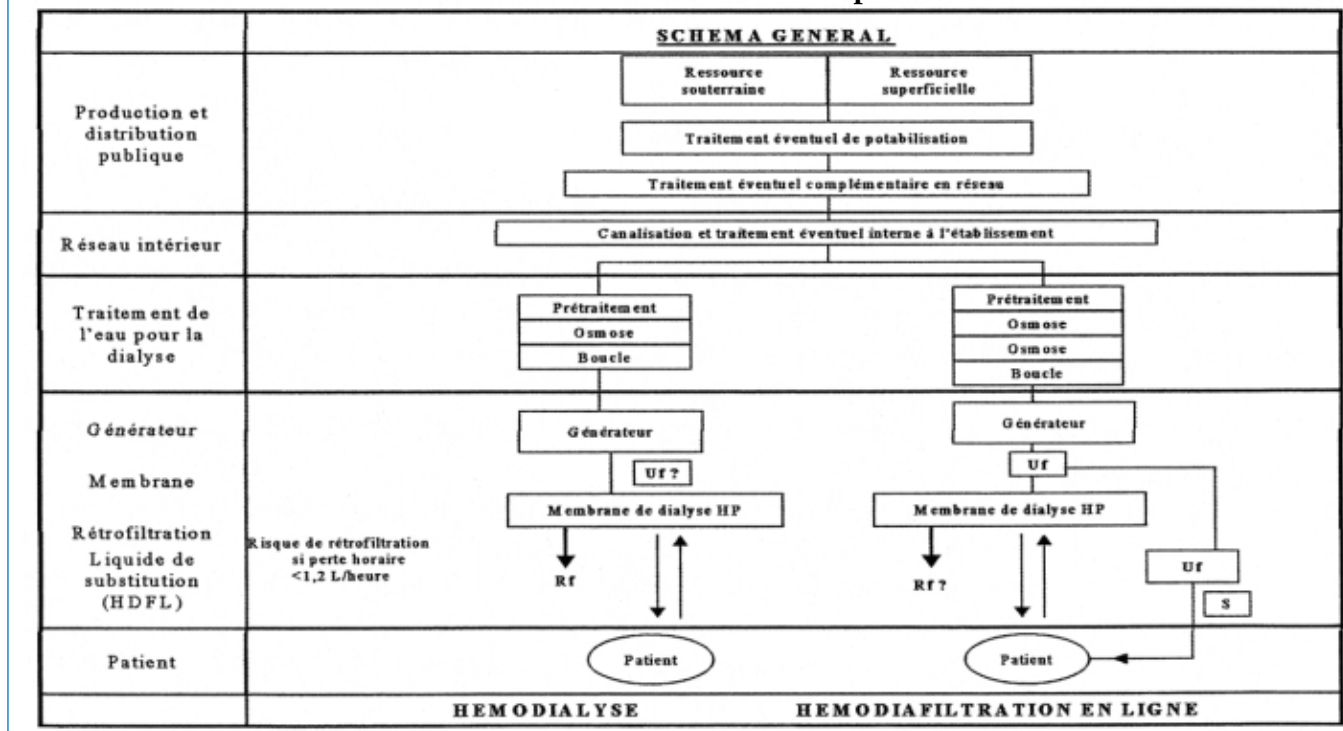 SCHEMA GENERAL
Ressource
souterraine
Ressource
superficielle
Production et
distribution
publique
Traitement éventuel de potabilisation
Traitement éventuel complémentaire en réseau
Réseau intérieur
Canalisation et traitement éventuel interne à l'établissement
Traitement de
l'eau pour la
dialyse
Prétraitement
Osmose
Boucle
Prétraitement
Osmose
Osmose
Boucle
Générateur
Générateur
Générateur
Uf ?
Uf
Membrane
Membrane de dialyse HP
Membrane de dialyse HP
Rétrofiltration
Liquide de
substitution
(HDFL)
Risque de rétrofiltration
si perte horaire
<1,2 L/heure
Rf
Rf ?
Uf
S
Patient
Patient
Patient
HEMODIALYSE
HEMODIAFILTRATION EN LIGNE